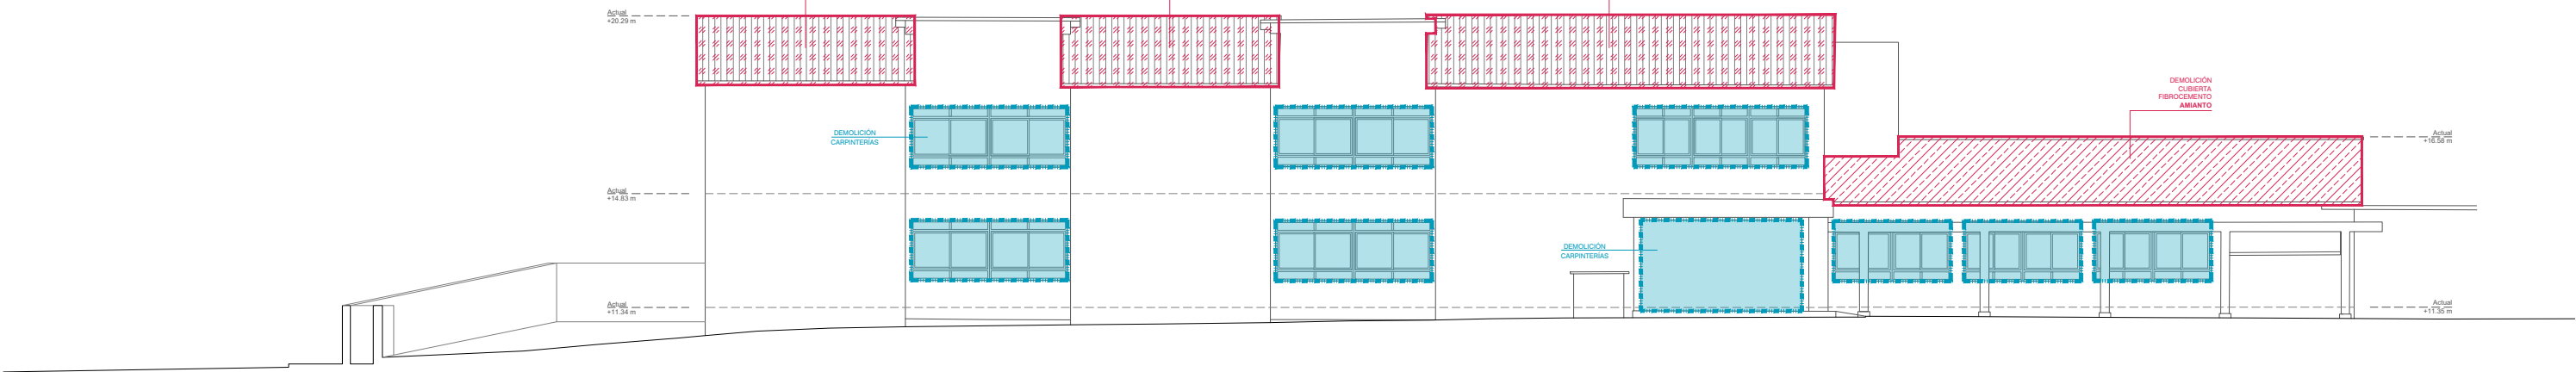 Actual
+20.29 m
DEMOLICIÓN
CUBIERTA
FIBROCEMENTO
AMIANTO
DEMOLICIÓN
CARPINTERÍAS
Actual
+16.58 m
Actual
+14.83 m
DEMOLICIÓN
CARPINTERÍAS
Actual
+11.34 m
Actual
+11.35 m